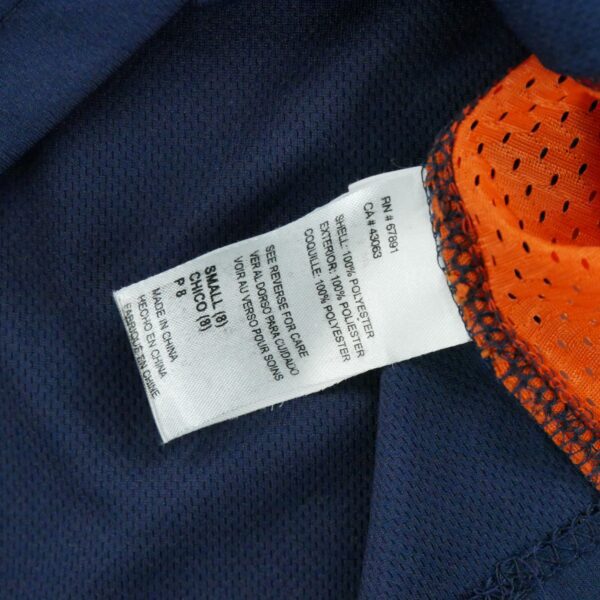 RN # 67891
CA # 43063
SHELL: 100% POLYESTER
EXTERIOR: 100% POLIESTER
COQUILLE: 100% POLYESTER
SEE REVERSE FOR CARE
VER AL DORSO PARA CUIDADO
VOIR AU VERSO POUR SOINS
SMALL (8)
CHICO (8)
P 8
MADE IN CHINA
HECHO EN CHINA
FABRIQUE EN CHINE